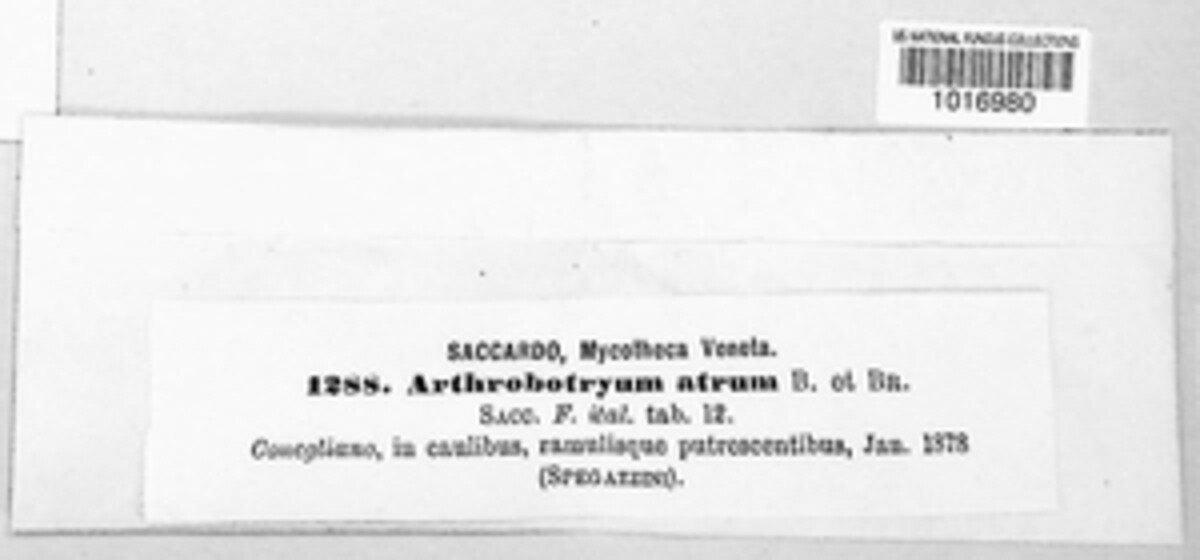 US NATIONAL FUNGUS COLLECTIONS
1016980
SACCARDO, Mycotheca Veneta.
1288. Arthrobotryum atrum B. et Br.
SACC. F. ital. tab. 12.
Conegliano, in caulibus, ramulisque putrescentibus, Jan. 1878
(SPEGAZZINI).